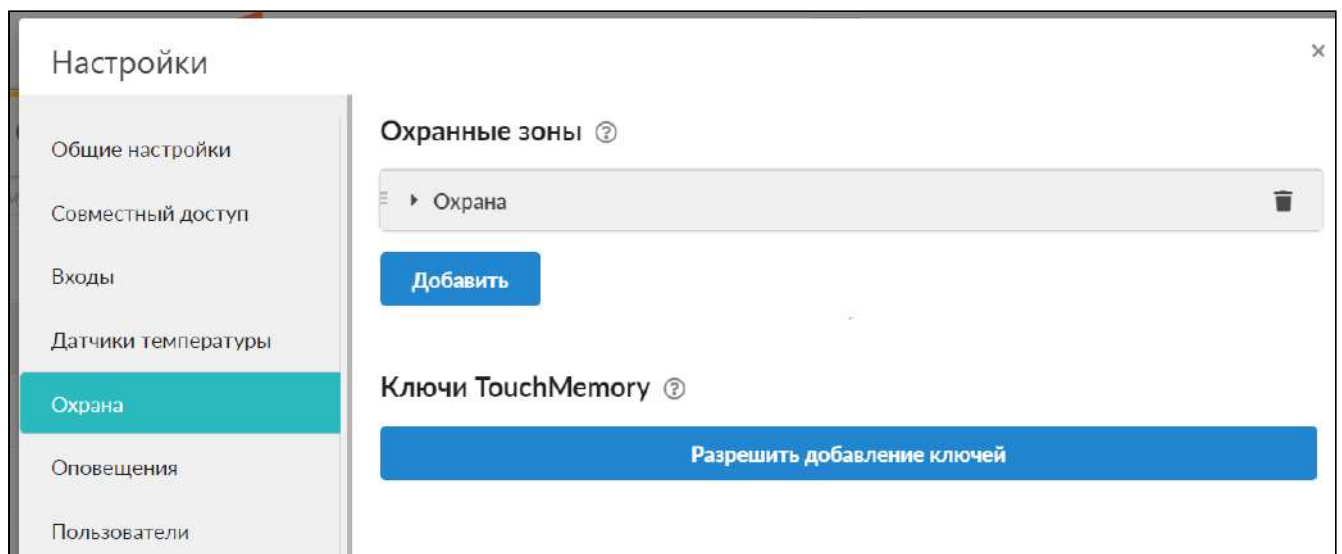 Настройки
×
Общие настройки
Совместный доступ
Входы
Датчики температуры
Охрана
Оповещения
Пользователи
Охранные зоны ?
Охрана
Добавить
Ключи TouchMemory ?
Разрешить добавление ключей